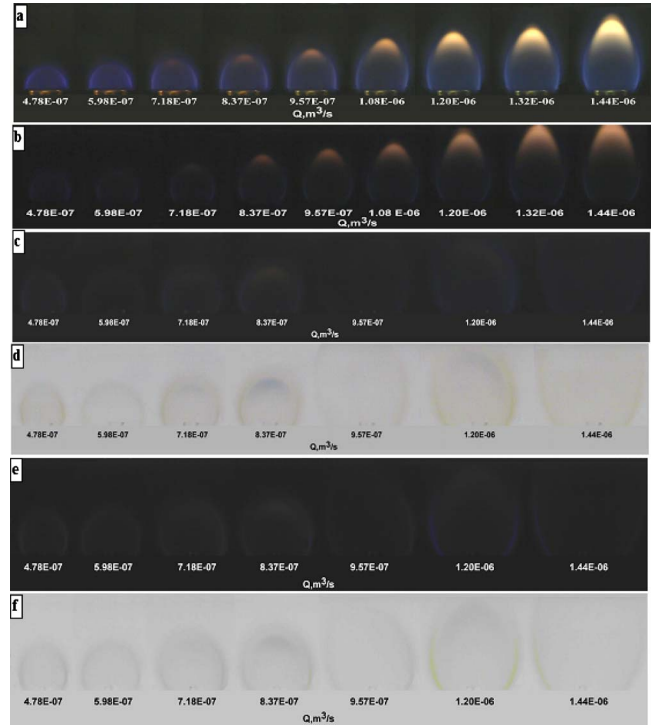 a
4.78E-07 5.98E-07 7.18E-07 8.37E-07 9.57E-07 1.08E-06 1.20E-06 1.32E-06 1.44E-06
Q,m³/s
b
4.78E-07 5.98E-07 7.18E-07 8.37E-07 9.57E-07 1.08 E-06 1.20E-06 1.32E-06 1.44E-06
Q,m³/s
c
4.78E-07 5.98E-07 7.18E-07 8.37E-07 9.57E-07 1.20E-06 1.44E-06
Q,m³/s
d
4.78E-07 5.98E-07 7.18E-07 8.37E-07 9.57E-07 1.20E-06 1.44E-06
Q,m³/s
e
4.78E-07 5.98E-07 7.18E-07 8.37E-07 9.57E-07 1.20E-06 1.44E-06
Q,m³/s
f
4.78E-07 5.98E-07 7.18E-07 8.37E-07 9.57E-07 1.20E-06 1.44E-06
Q,m³/s